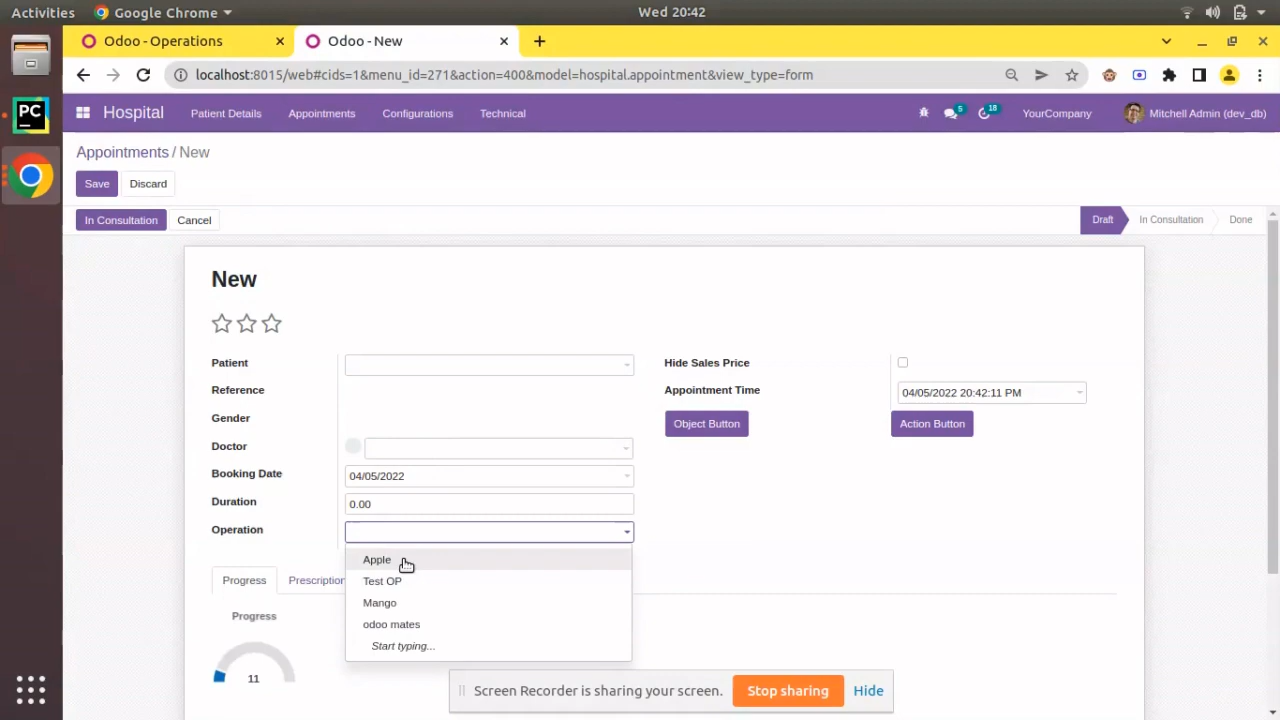 Activities Google Chrome Wed 20:42
Odoo - Operations Odoo - New
localhost:8015/web#cids=1&menu_id=271&action=400&model=hospital.appointment&view_type=form
PC
Hospital Patient Details Appointments Configurations Technical 5 18 YourCompany Mitchell Admin (dev_db)
Appointments / New
Save Discard
In Consultation Cancel Draft In Consultation Done
New
Patient Hide Sales Price
Reference Appointment Time 04/05/2022 20:42:11 PM
Gender Object Button Action Button
Doctor
Booking Date 04/05/2022
Duration 0.00
Operation
Apple
Progress Prescription Test OP
Mango
Progress
odoo mates
Start typing...
11
Screen Recorder is sharing your screen. Stop sharing Hide